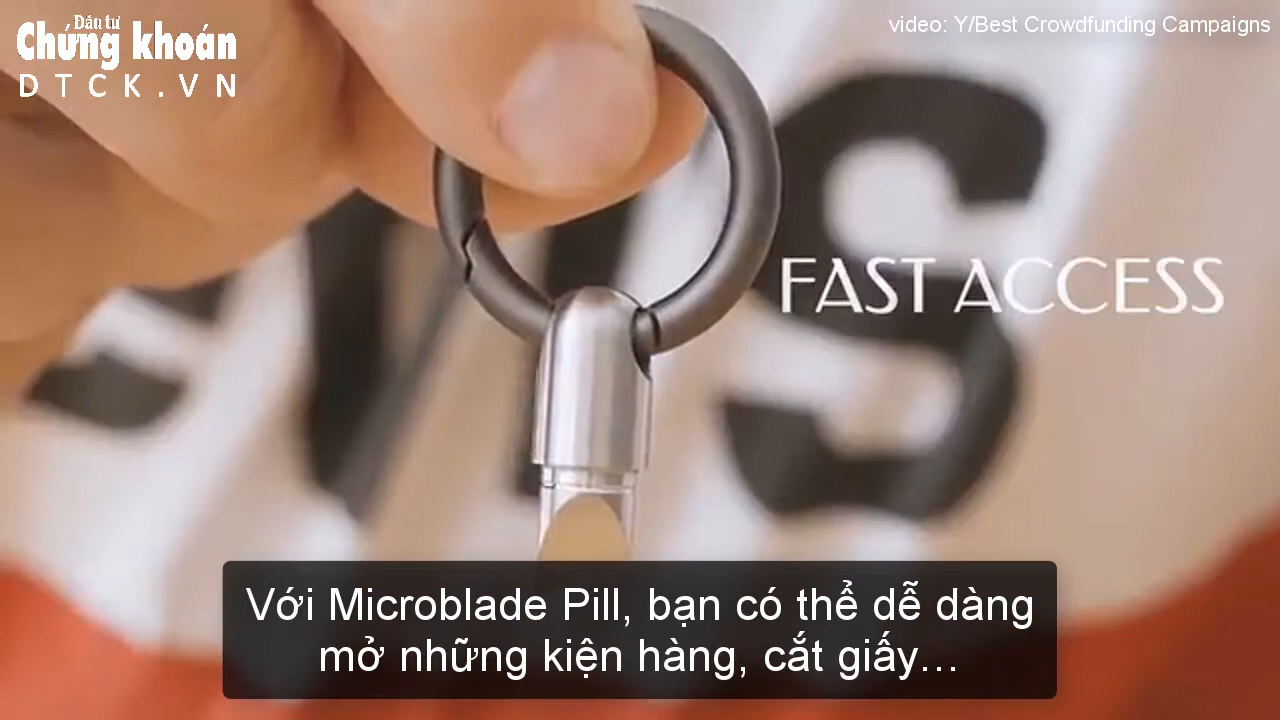 Đầu tư
Chứng khoán
DTCK.VN
video: Y/Best Crowdfunding Campaigns
FAST ACCESS
Với Microblade Pill, bạn có thể dễ dàng
mở những kiện hàng, cắt giấy...